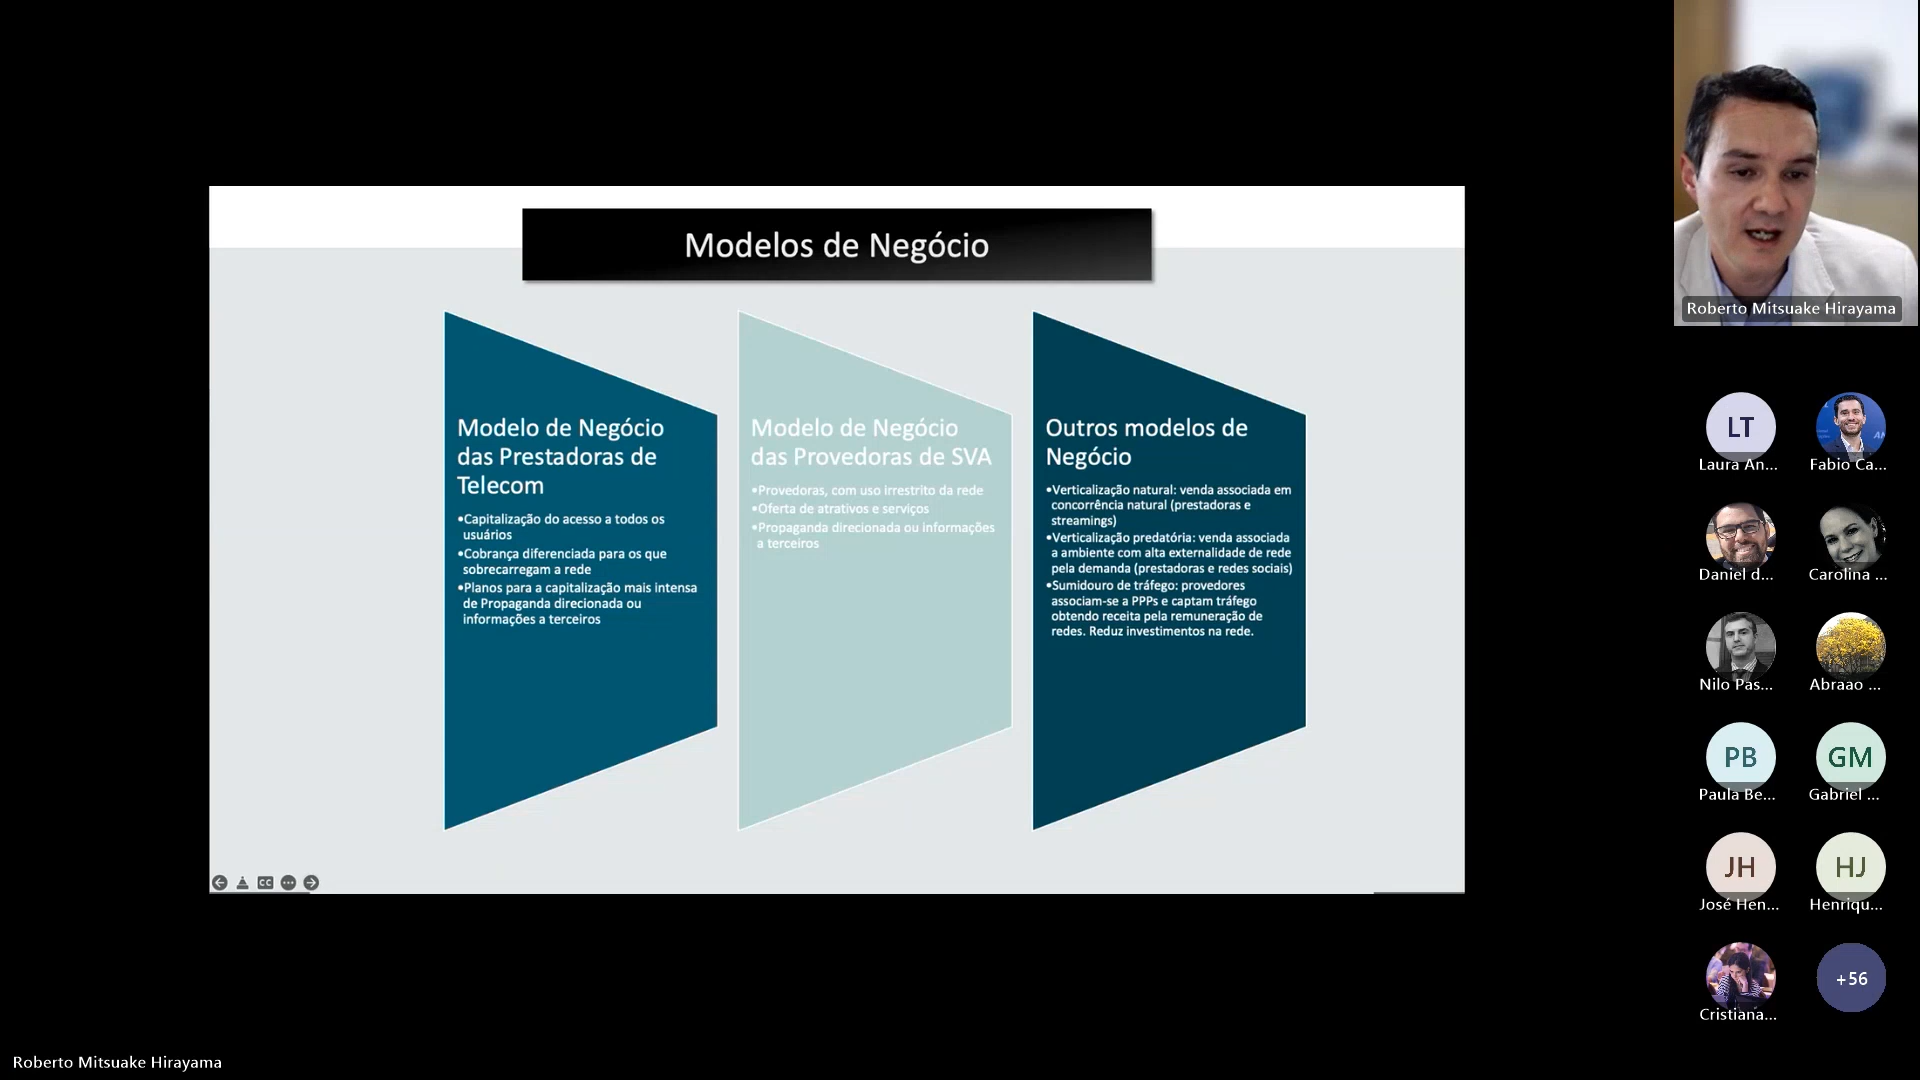 Modelos de Negócio
Modelo de Negócio
das Prestadoras de
Telecom
•Capitalização do acesso a todos os
usuários
•Cobrança diferenciada para os que
sobrecarregam a rede
•Planos para a capitalização mais intensa
de Propaganda direcionada ou
informações a terceiros
Modelo de Negócio
das Provedoras de SVA
•Provedoras, com uso irrestrito da rede
•Oferta de atrativos e serviços
•Propaganda direcionada ou informações
a terceiros
Outros modelos de
Negócio
•Verticalização natural: venda associada em
concorrência natural (prestadoras e
streamings)
•Verticalização predatória: venda associada
a ambiente com alta externalidade de rede
pela demanda (prestadoras e redes sociais)
•Sumidouro de tráfego: provedores
associam-se a PPPs e captam tráfego
obtendo receita pela remuneração de
redes. Reduz investimentos na rede.
CC
Roberto Mitsuake Hirayama
LT
Laura An...
Fabio Ca...
Daniel d...
Carolina ...
Nilo Pas...
Abraao ...
PB
Paula Be...
GM
Gabriel ...
JH
José Hen...
HJ
Henriqu...
Cristiana...
+56
Roberto Mitsuake Hirayama